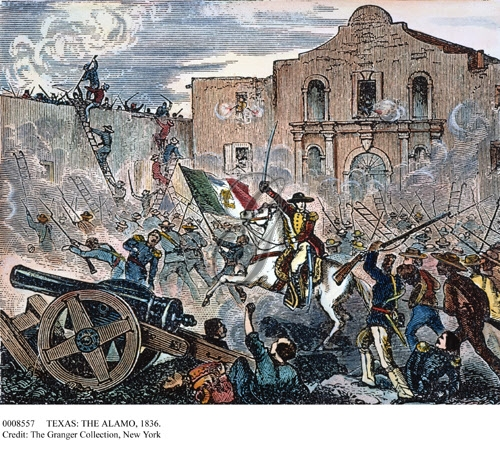 0008557 TEXAS: THE ALAMO, 1836.
Credit: The Granger Collection, New York